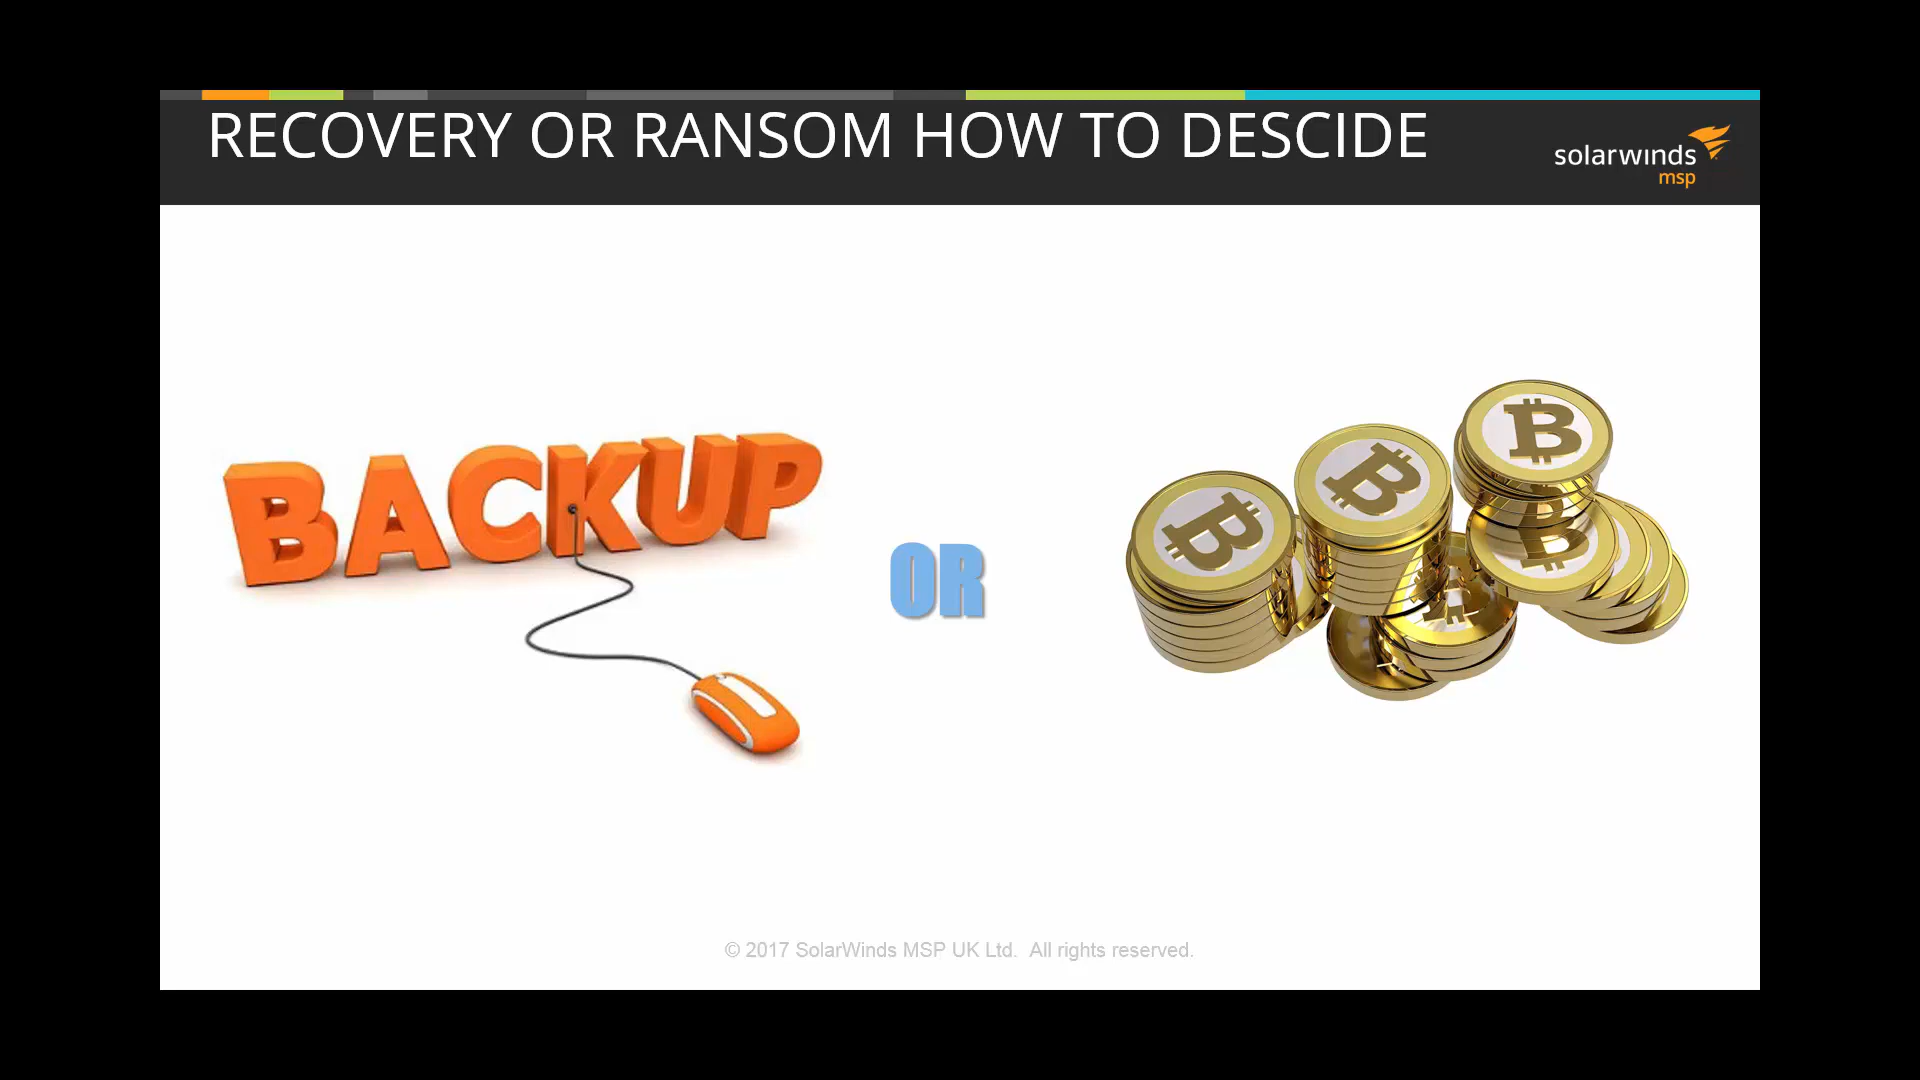 RECOVERY OR RANSOM HOW TO DESCIDE
solarwinds
msp
BACKUP
OR
© 2017 SolarWinds MSP UK Ltd.  All rights reserved.